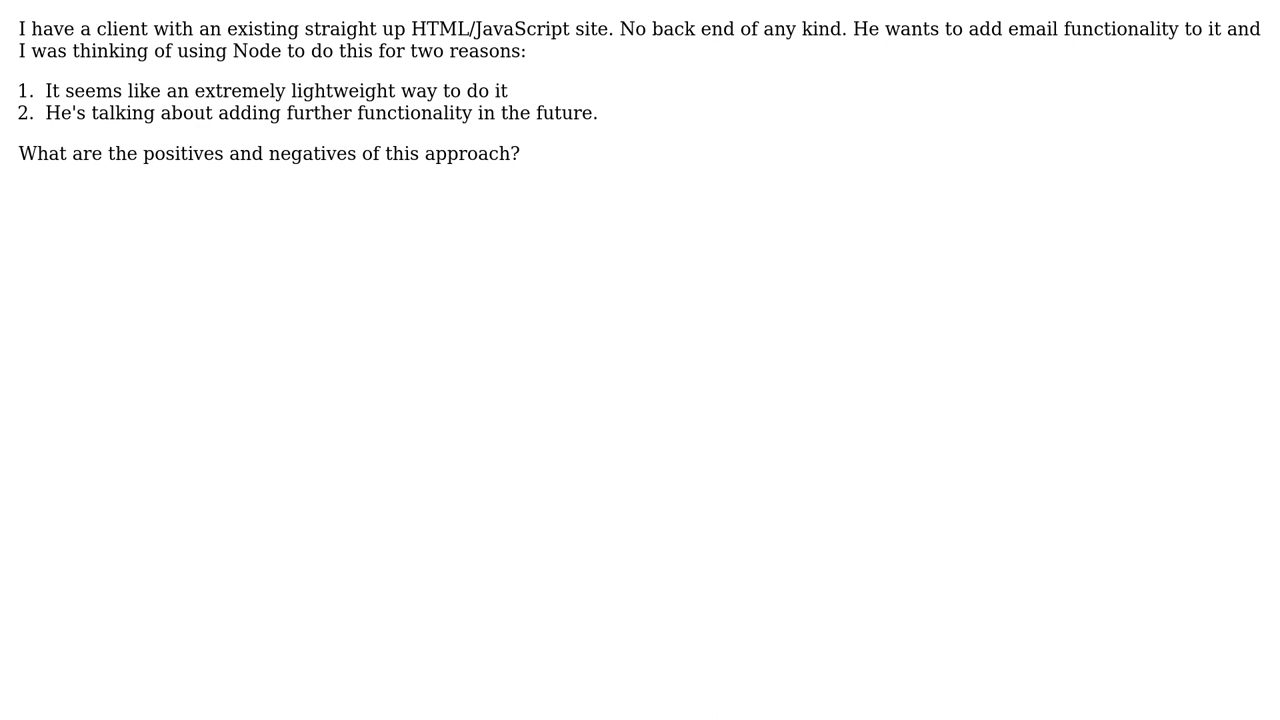 I have a client with an existing straight up HTML/JavaScript site. No back end of any kind. He wants to add email functionality to it and
I was thinking of using Node to do this for two reasons:
1. It seems like an extremely lightweight way to do it
2. He's talking about adding further functionality in the future.
What are the positives and negatives of this approach?